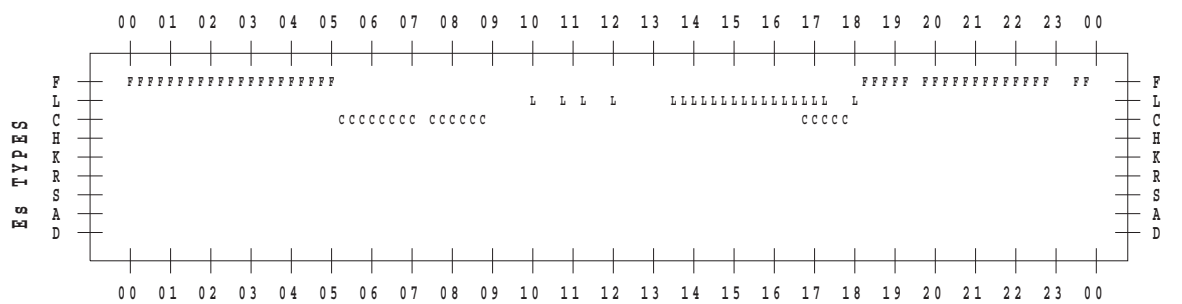 00 01 02 03 04 05 06 07 08 09 10 11 12 13 14 15 16 17 18 19 20 21 22 23 00
F FFFFFFFFFFFFFFFFFFFFF FFFFF FFFFFFFFFFFFF FF F
L L L L L LLLLLLLLLLLLLLLL L L
C CCCCCCCC CCCCCC CCCCC C
H H
K K
R R
S S
A A
D D
Es TYPES
00 01 02 03 04 05 06 07 08 09 10 11 12 13 14 15 16 17 18 19 20 21 22 23 00